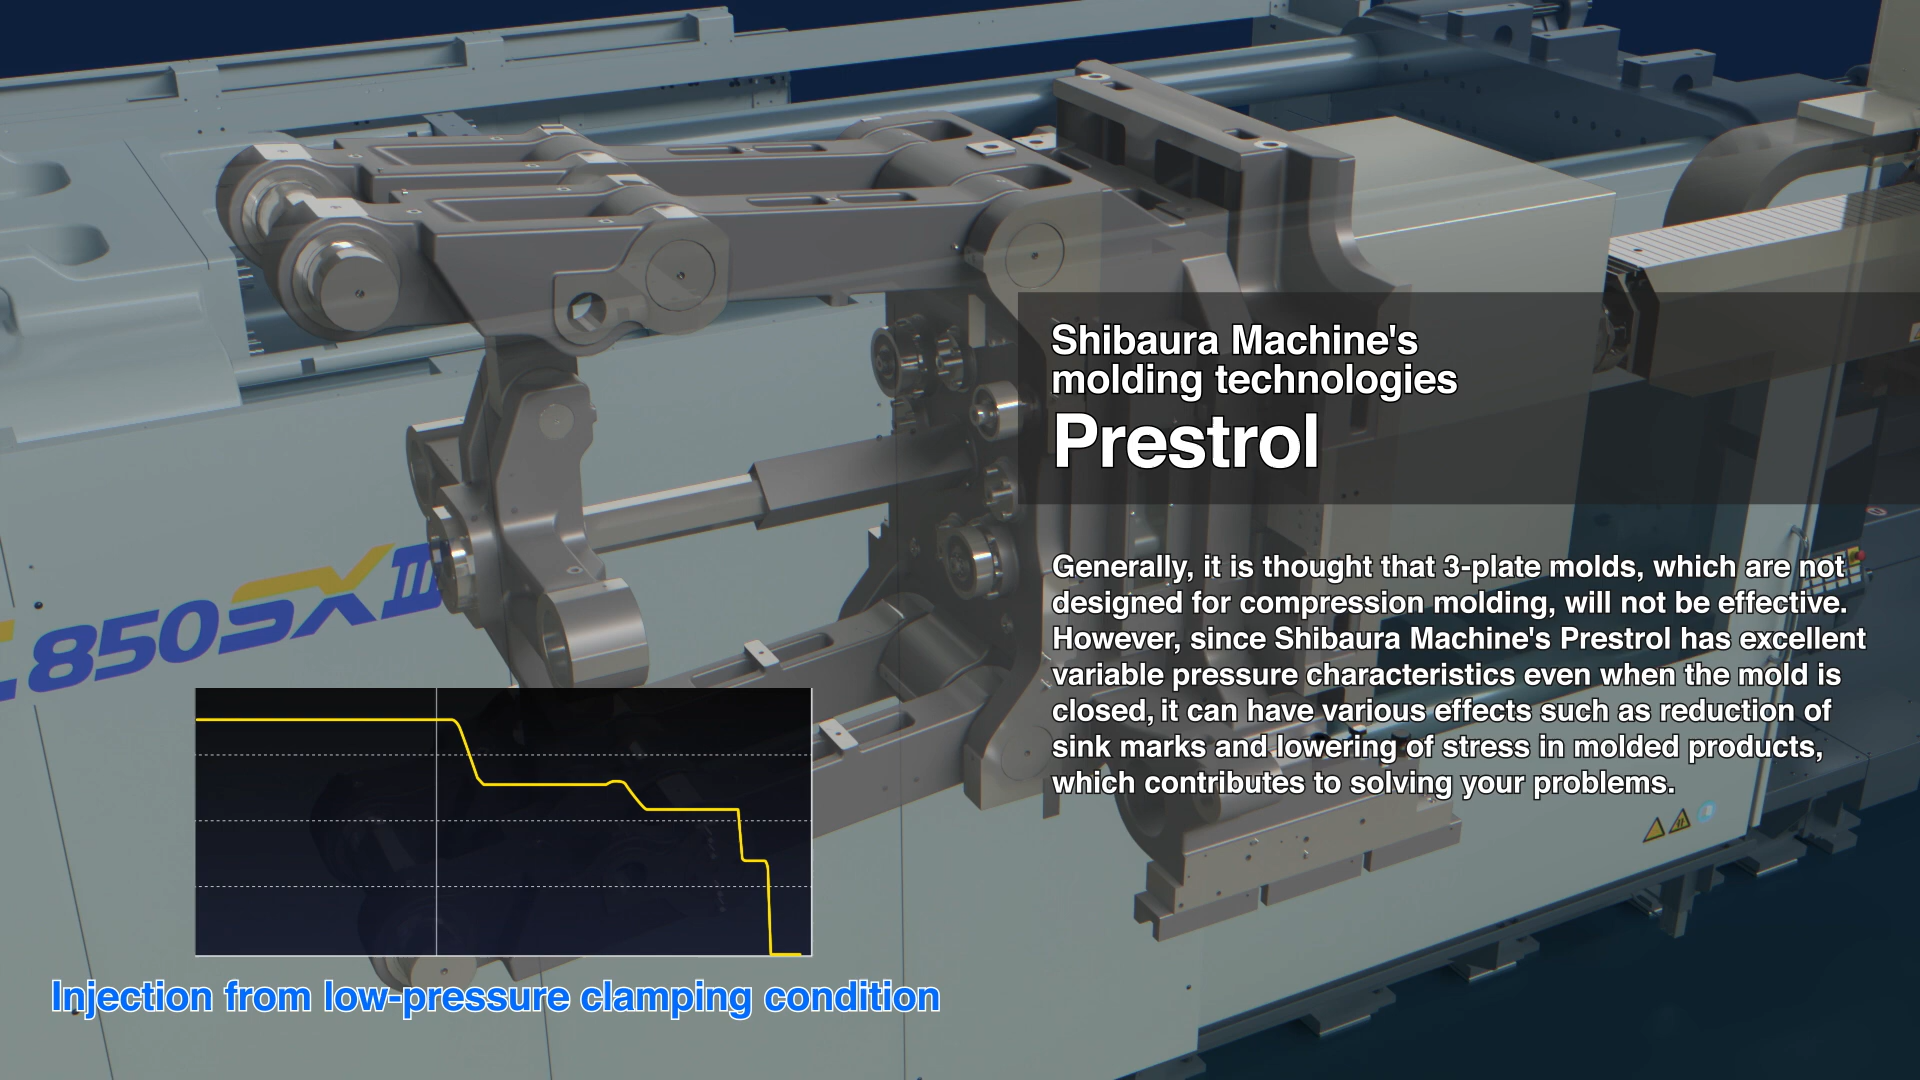 Shibaura Machine's
molding technologies
Prestrol
Generally, it is thought that 3-plate molds, which are not
designed for compression molding, will not be effective.
However, since Shibaura Machine's Prestrol has excellent
variable pressure characteristics even when the mold is
closed, it can have various effects such as reduction of
sink marks and lowering of stress in molded products,
which contributes to solving your problems.
850SXIII
Injection from low-pressure clamping condition